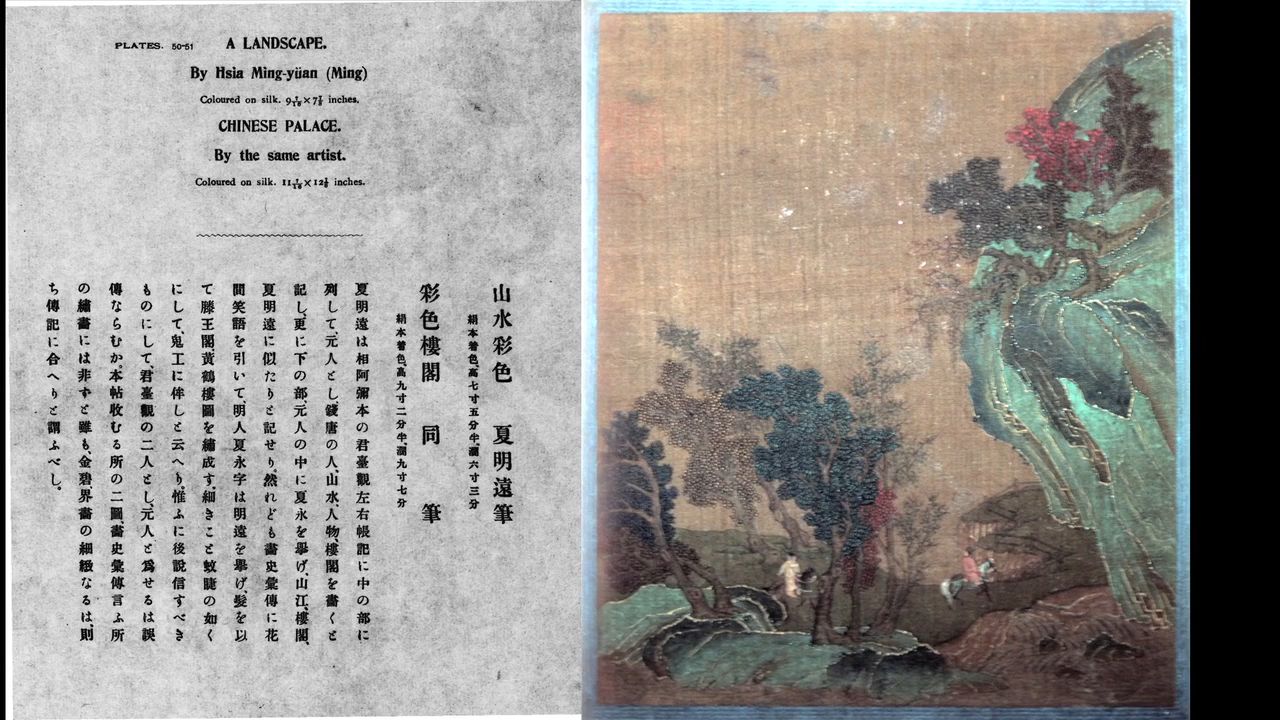 PLATES. 50-51 A LANDSCAPE.
By Hsia Ming-yüan (Ming)
Coloured on silk. 9 1/16 × 7 7/8 inches.
CHINESE PALACE.
By the same artist.
Coloured on silk. 11 1/16 × 12 1/2 inches.
山水彩色 夏明遠筆
絹本着色、高七寸五分半、濶六寸三分
彩色樓閣 同 筆
絹本着色、高九寸二分半、濶九寸七分
夏明遠は相阿彌本の君臺觀左右帳記に中の部に
列して、元人とし、錢唐の人、山水、人物、樓閣を畫くと
記し、更に下の部、元人の中に夏永を擧げ、山江、樓閣、
夏明遠に似たりと記せり。然れども畫史彙傳に花
間笑語を引いて、明人夏永字は明遠を擧げ、髮を以
て滕王閣、黃鶴樓圖を繡成す、細きこと蚊睫の如く
にして、鬼工に侔しと云へり。惟ふに後説信すべき
ものにして、君臺觀の二人とし、元人と爲せるは誤
傳ならむか。本帖收むる所の二圖、畫史彙傳言ふ所
の繡畫には非ずと雖も、金碧界畫の細緻なるは、則
ち傳記に合へりと謂ふべし。